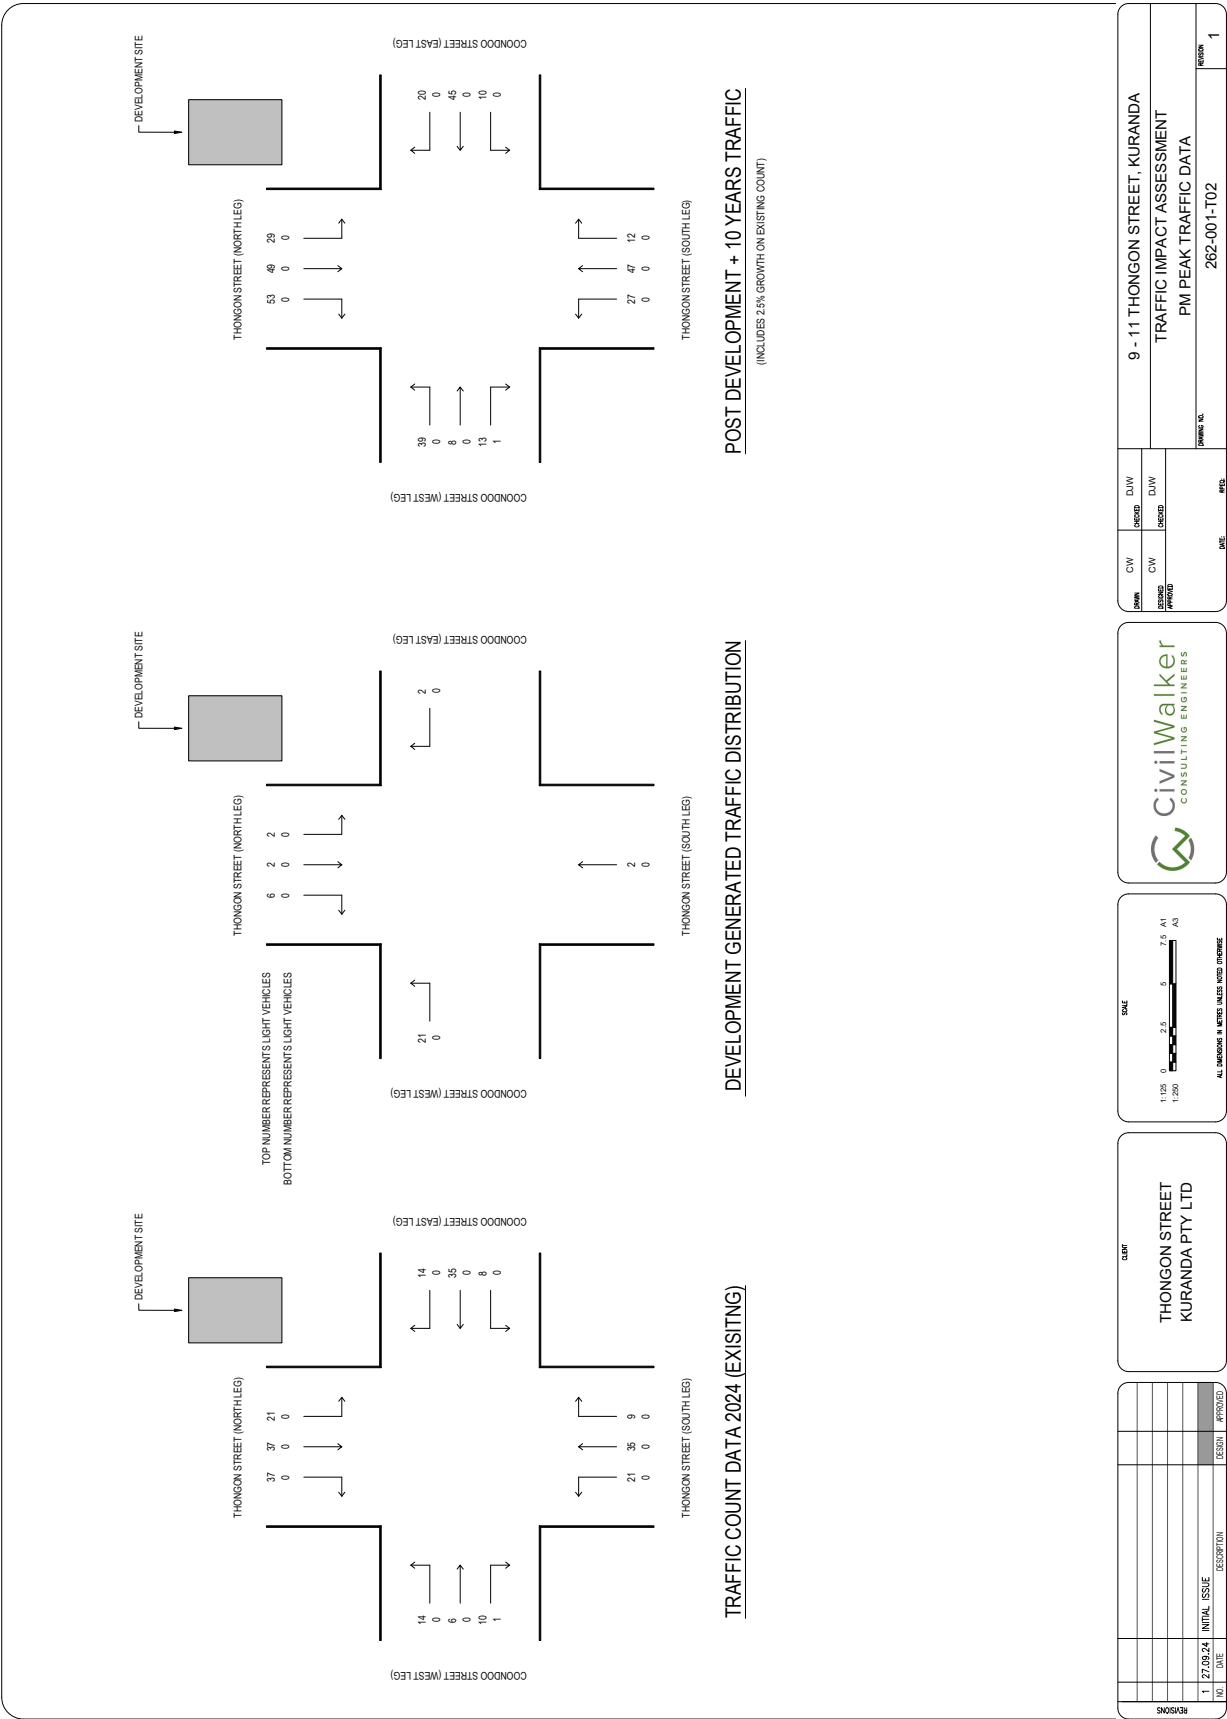 DEVELOPMENT SITE
THONGON STREET (NORTH LEG)
37 37 21
0 0 0
COONDOO STREET (WEST LEG)
14
0
6
0
10
1
14
0
35
0
8
0
COONDOO STREET (EAST LEG)
21 35 9
0 0 0
THONGON STREET (SOUTH LEG)
TRAFFIC COUNT DATA 2024 (EXISITNG)
TOP NUMBER REPRESENTS LIGHT VEHICLES
BOTTOM NUMBER REPRESENTS LIGHT VEHICLES
DEVELOPMENT SITE
THONGON STREET (NORTH LEG)
6 2 2
0 0 0
COONDOO STREET (WEST LEG)
21
0
2
0
COONDOO STREET (EAST LEG)
2
0
THONGON STREET (SOUTH LEG)
DEVELOPMENT GENERATED TRAFFIC DISTRIBUTION
DEVELOPMENT SITE
THONGON STREET (NORTH LEG)
53 49 29
0 0 0
COONDOO STREET (WEST LEG)
39
0
8
0
13
1
20
0
45
0
10
0
COONDOO STREET (EAST LEG)
27 47 12
0 0 0
THONGON STREET (SOUTH LEG)
POST DEVELOPMENT + 10 YEARS TRAFFIC
(INCLUDES 2.5% GROWTH ON EXISTING COUNT)
REVISIONS
1 27.09.24 INITIAL ISSUE
NO. DATE DESCRIPTION DESIGN APPROVED
CLIENT
THONGON STREET
KURANDA PTY LTD
SCALE
0 2.5 5 7.5
1:125 A1
1:250 A3
ALL DIMENSIONS IN METRES UNLESS NOTED OTHERWISE
CivilWalker
CONSULTING ENGINEERS
DRAWN CW CHECKED DJW
DESIGNED CW CHECKED DJW
APPROVED
DATE: RPEQ:
9 - 11 THONGON STREET, KURANDA
TRAFFIC IMPACT ASSESSMENT
PM PEAK TRAFFIC DATA
DRAWING NO.
262-001-T02
REVISION
1